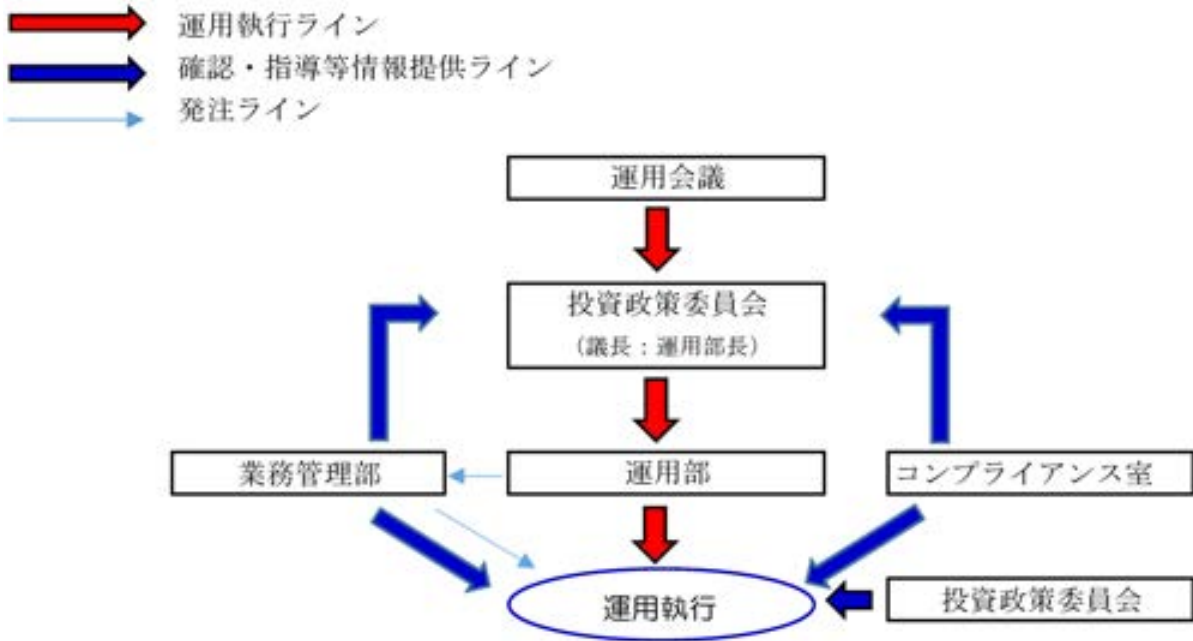 運用執行ライン
確認・指導等情報提供ライン
発注ライン
運用会議
投資政策委員会
（議長：運用部長）
業務管理部
運用部
コンプライアンス室
運用執行
投資政策委員会